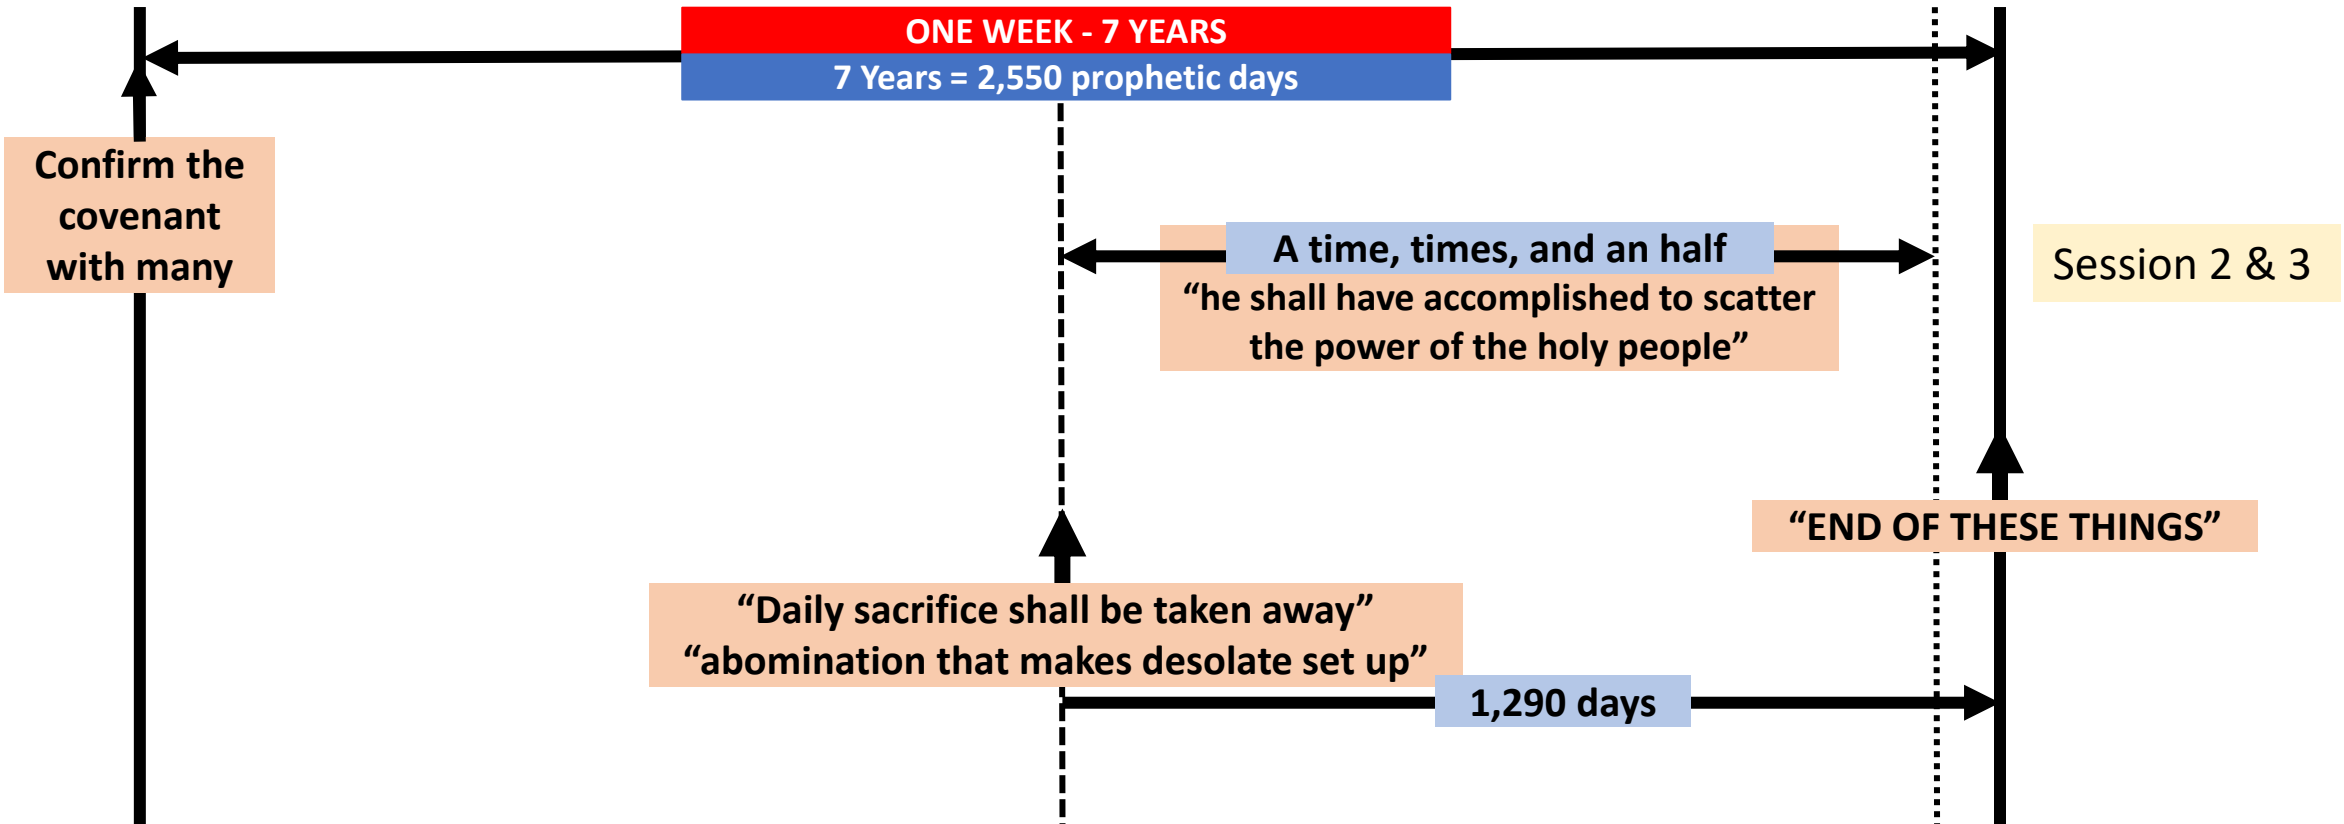 ONE WEEK - 7 YEARS
7 Years = 2,550 prophetic days
Confirm the
covenant
with many
A time, times, and an half
“he shall have accomplished to scatter
the power of the holy people”
Session 2 & 3
“END OF THESE THINGS”
“Daily sacrifice shall be taken away”
“abomination that makes desolate set up”
1,290 days